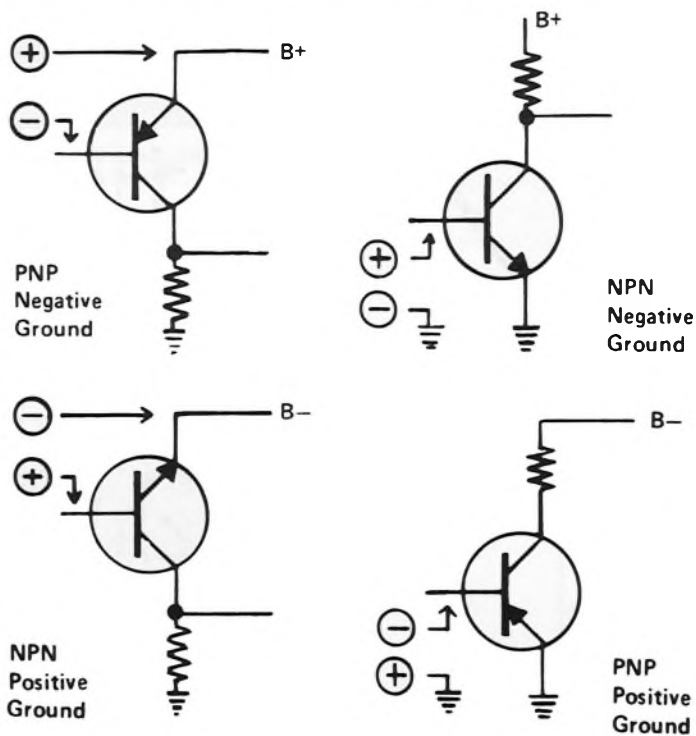 B+
+
−
PNP
Negative
Ground
B+
+
−
NPN
Negative
Ground
B−
−
+
NPN
Positive
Ground
B−
−
+
PNP
Positive
Ground